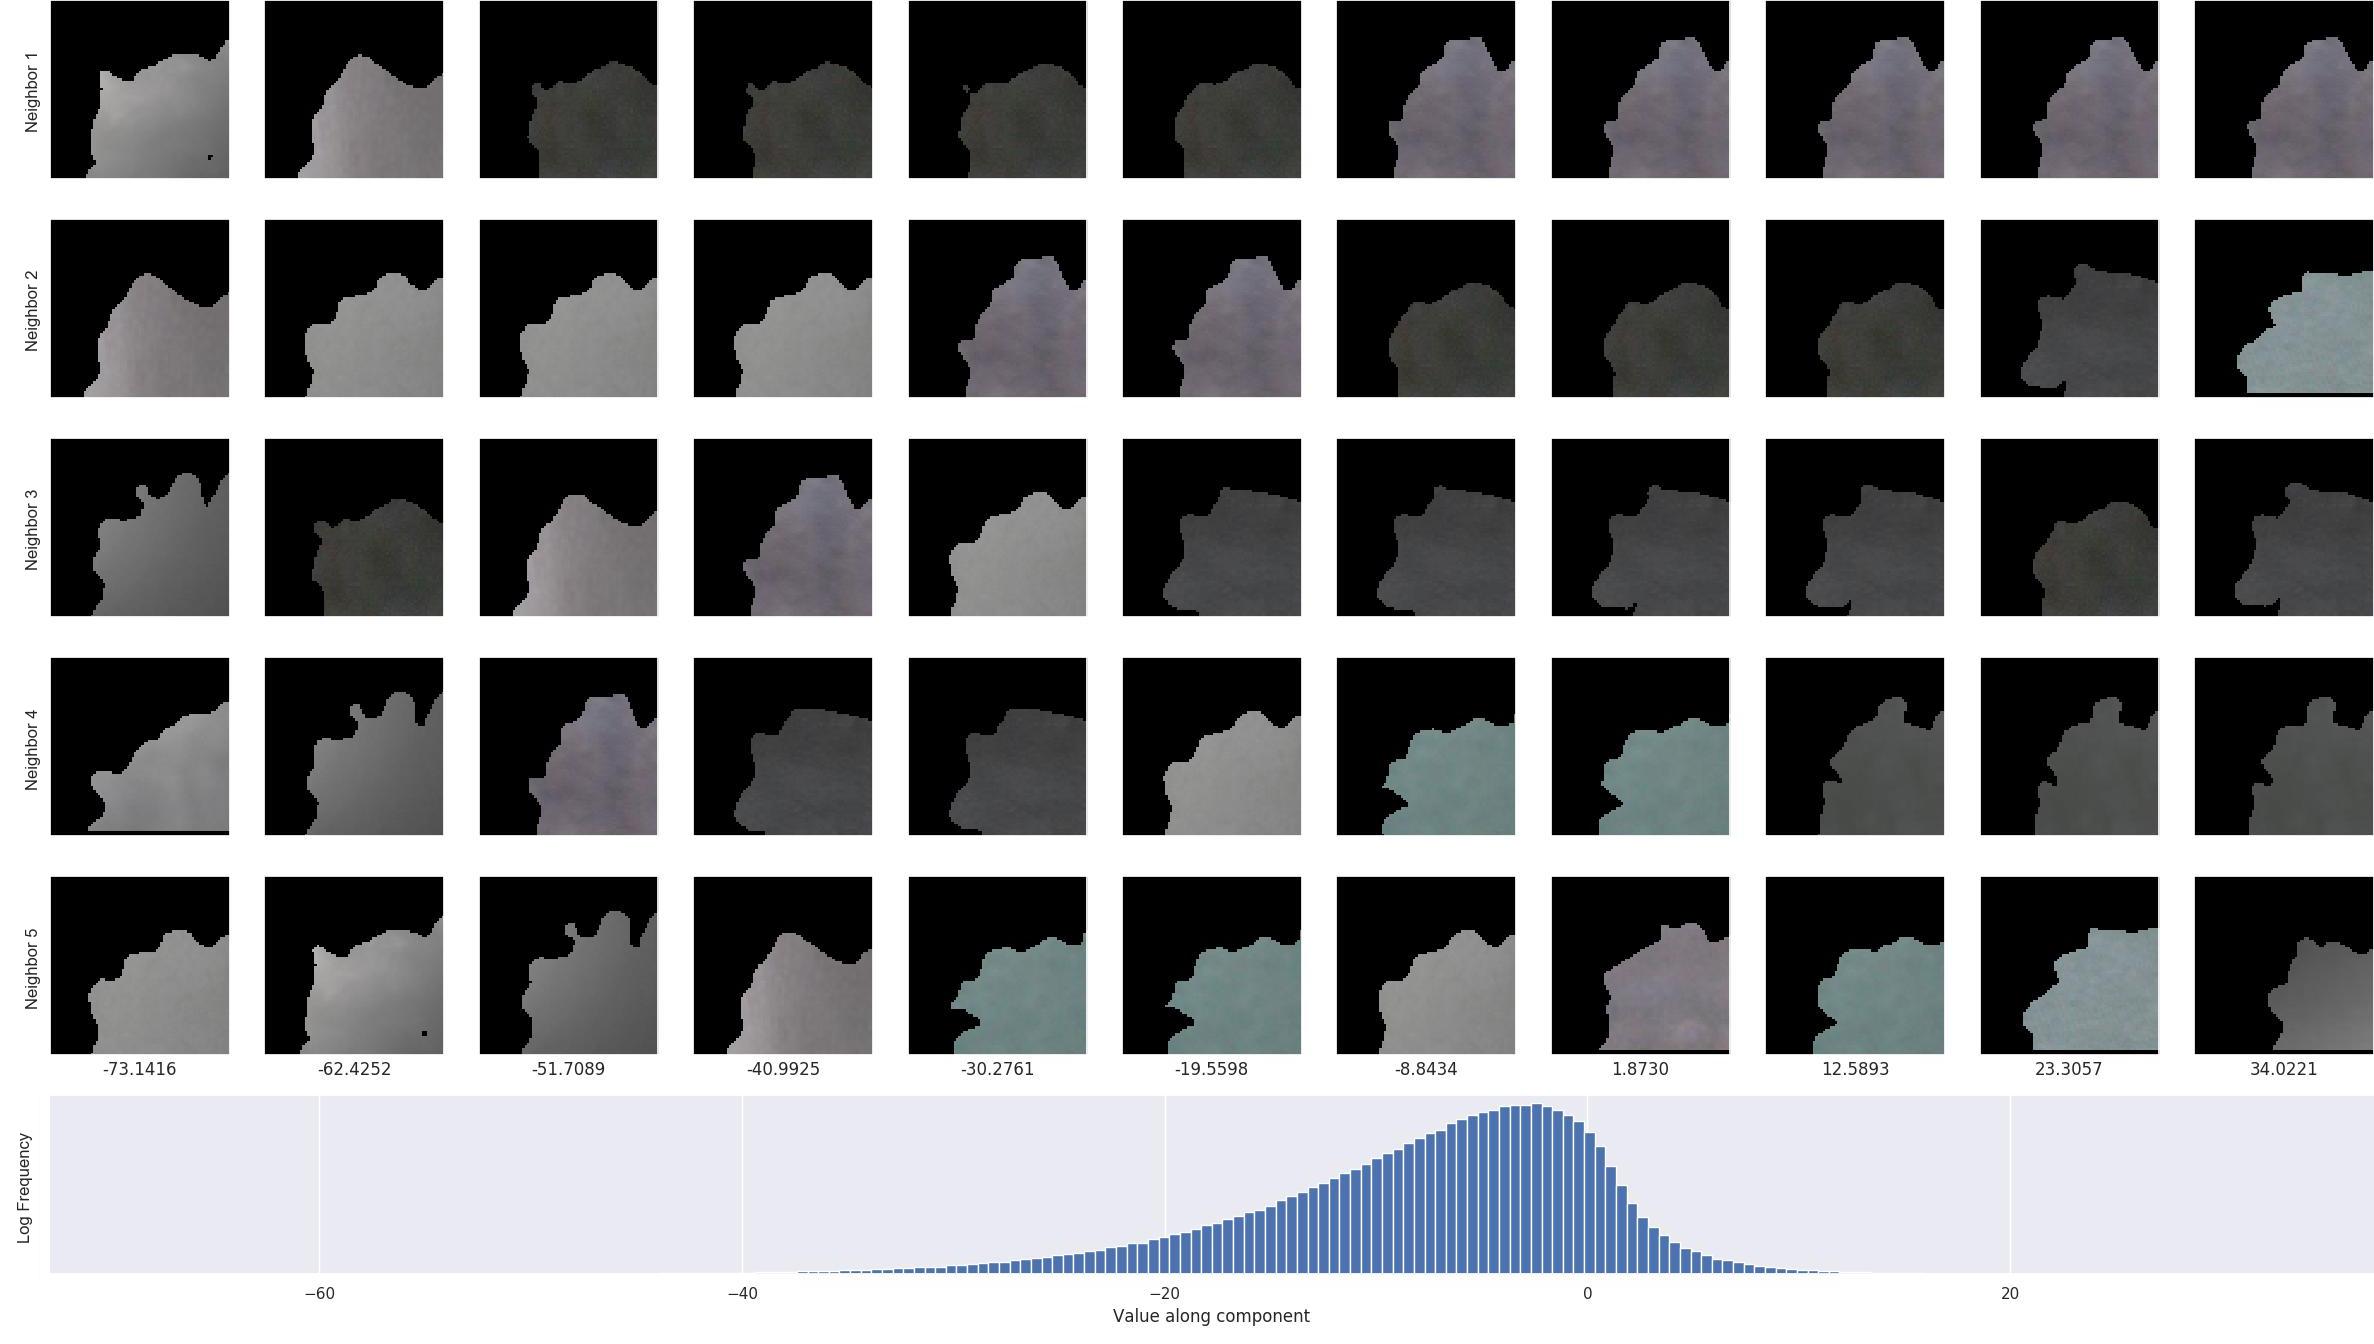 Neighbor 1
Neighbor 2
Neighbor 3
Neighbor 4
Neighbor 5
-73.1416 -62.4252 -51.7089 -40.9925 -30.2761 -19.5598 -8.8434 1.8730 12.5893 23.3057 34.0221
Log Frequency
−60 −40 −20 0 20
Value along component